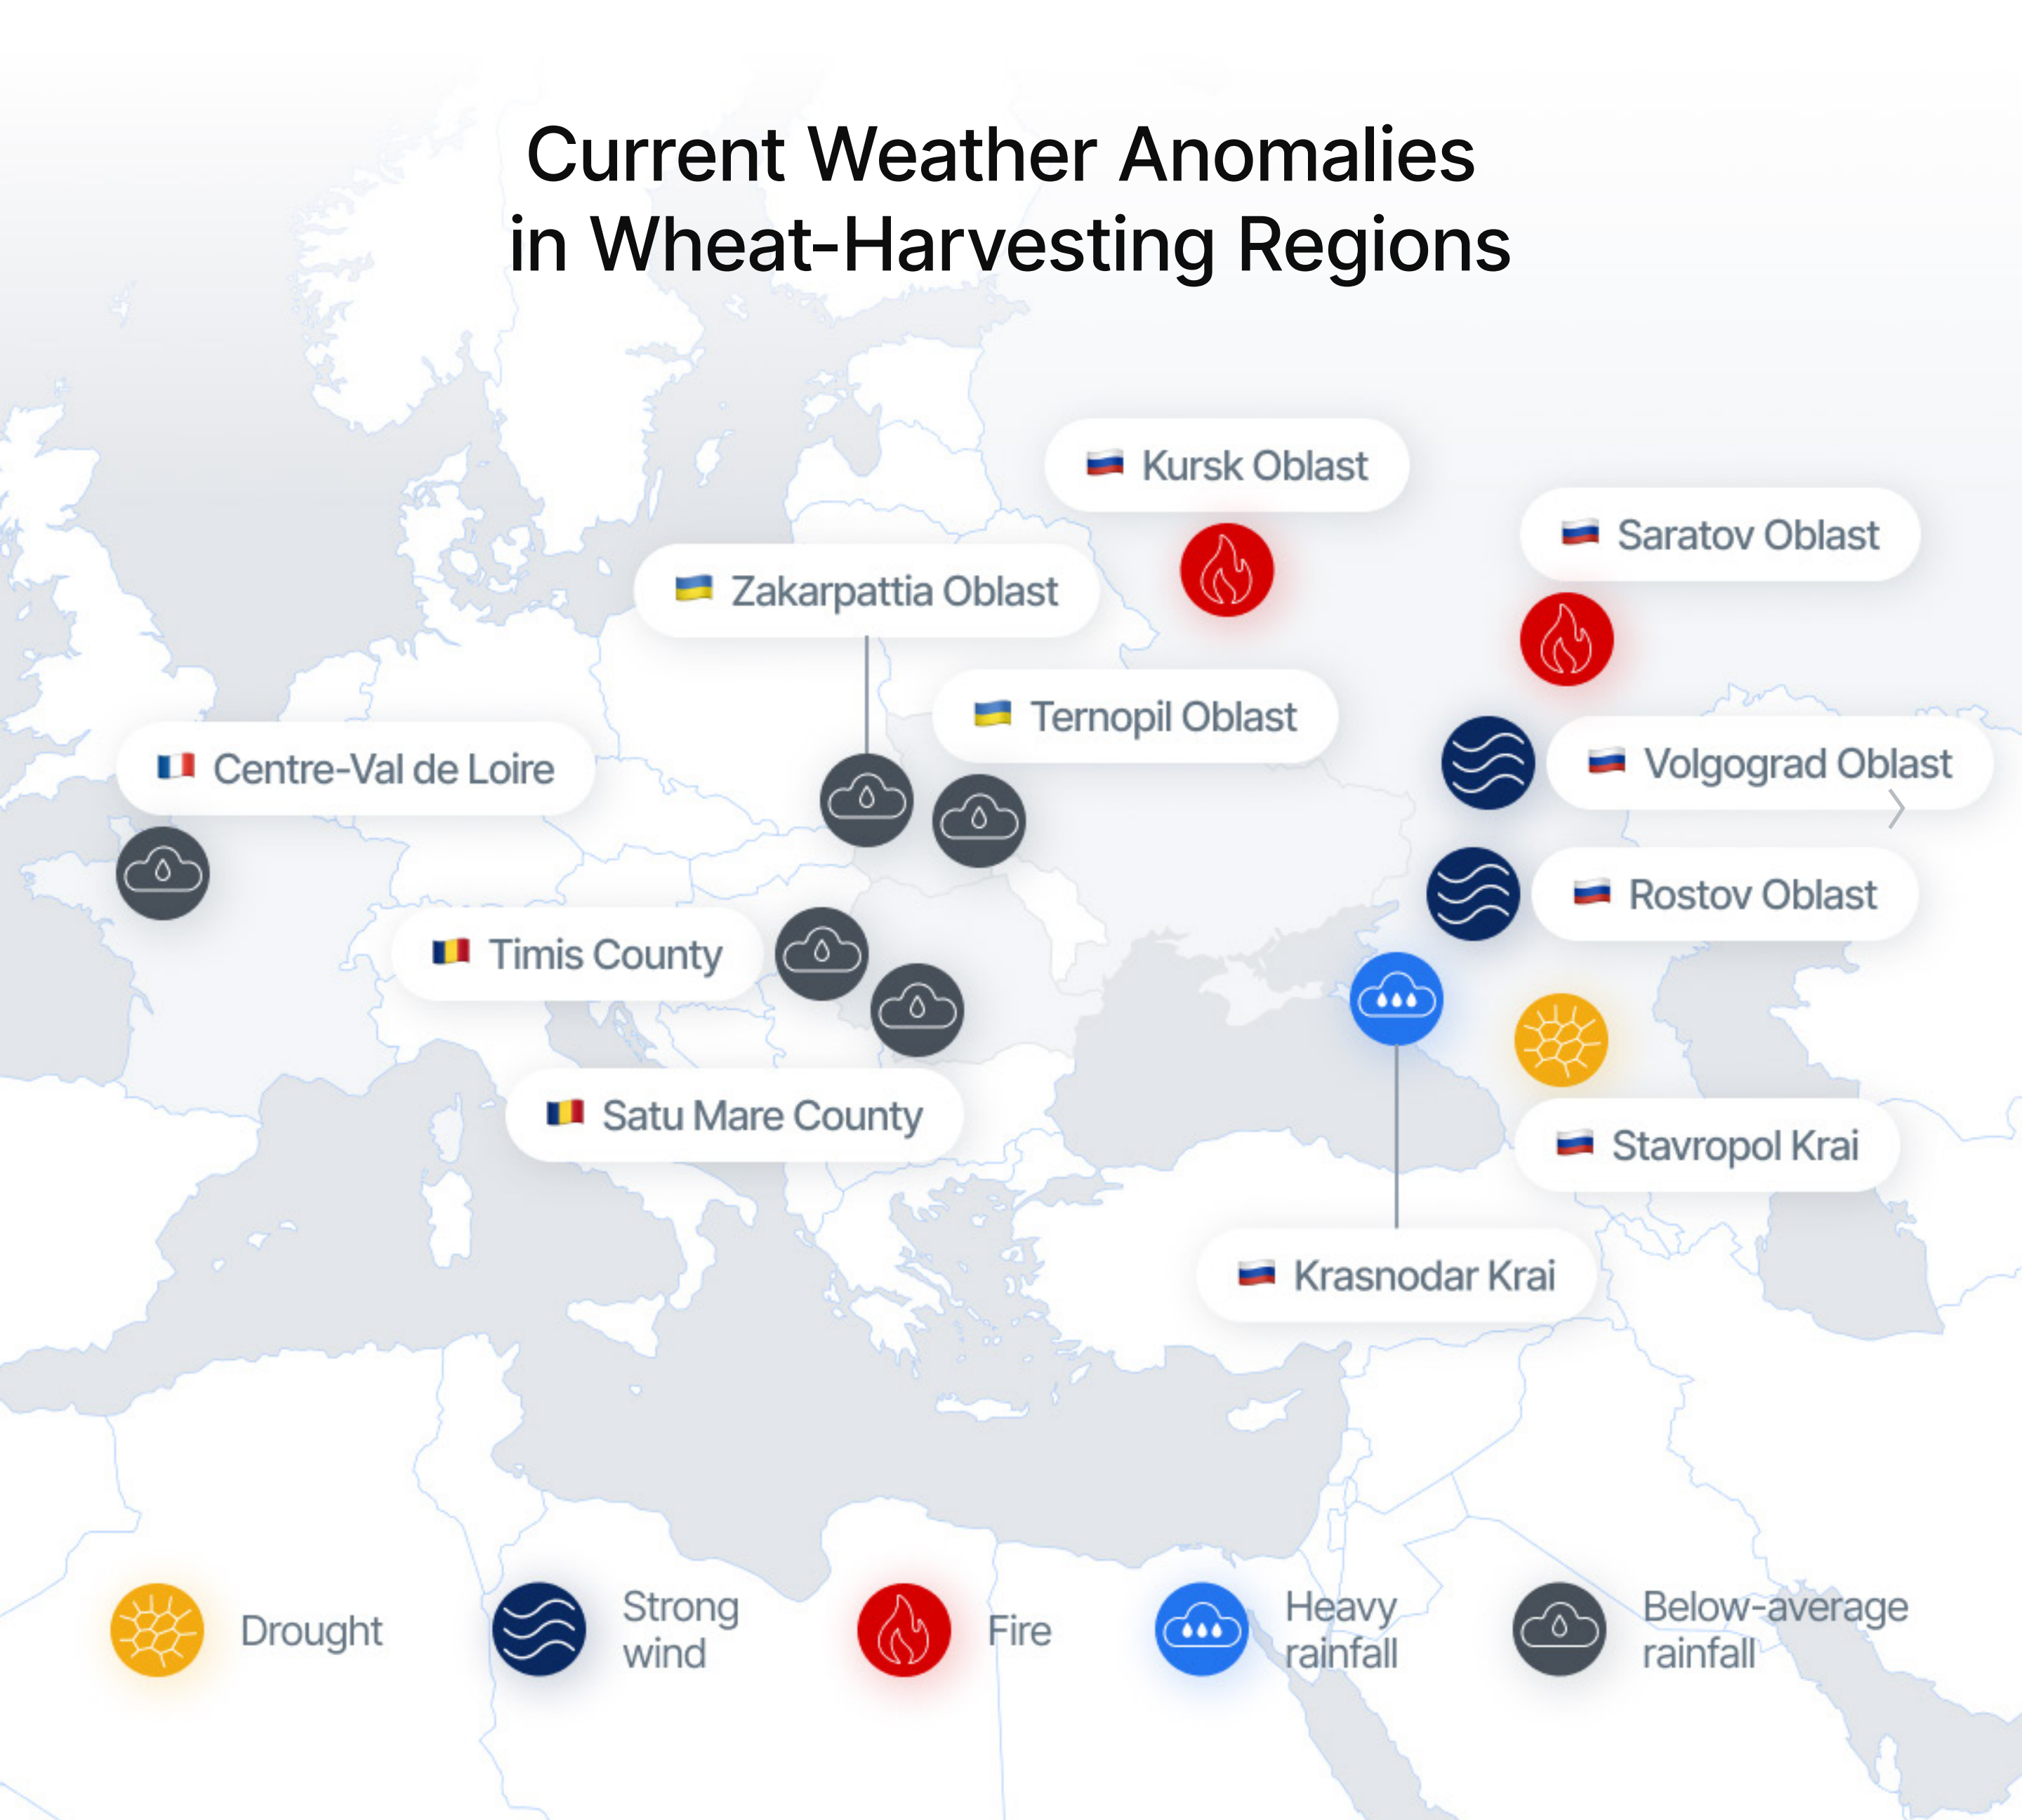 Current Weather Anomalies
in Wheat-Harvesting Regions
Kursk Oblast
Saratov Oblast
Zakarpattia Oblast
Ternopil Oblast
Centre-Val de Loire
Volgograd Oblast
Rostov Oblast
Timis County
Satu Mare County
Stavropol Krai
Krasnodar Krai
Drought
Strong
wind
Fire
Heavy
rainfall
Below-average
rainfall